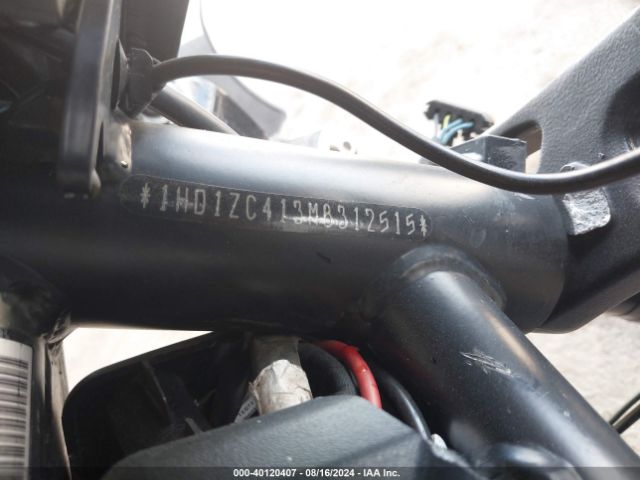 *1HD1ZC413MB312515*
000-40120407 - 08/16/2024 - IAA Inc.